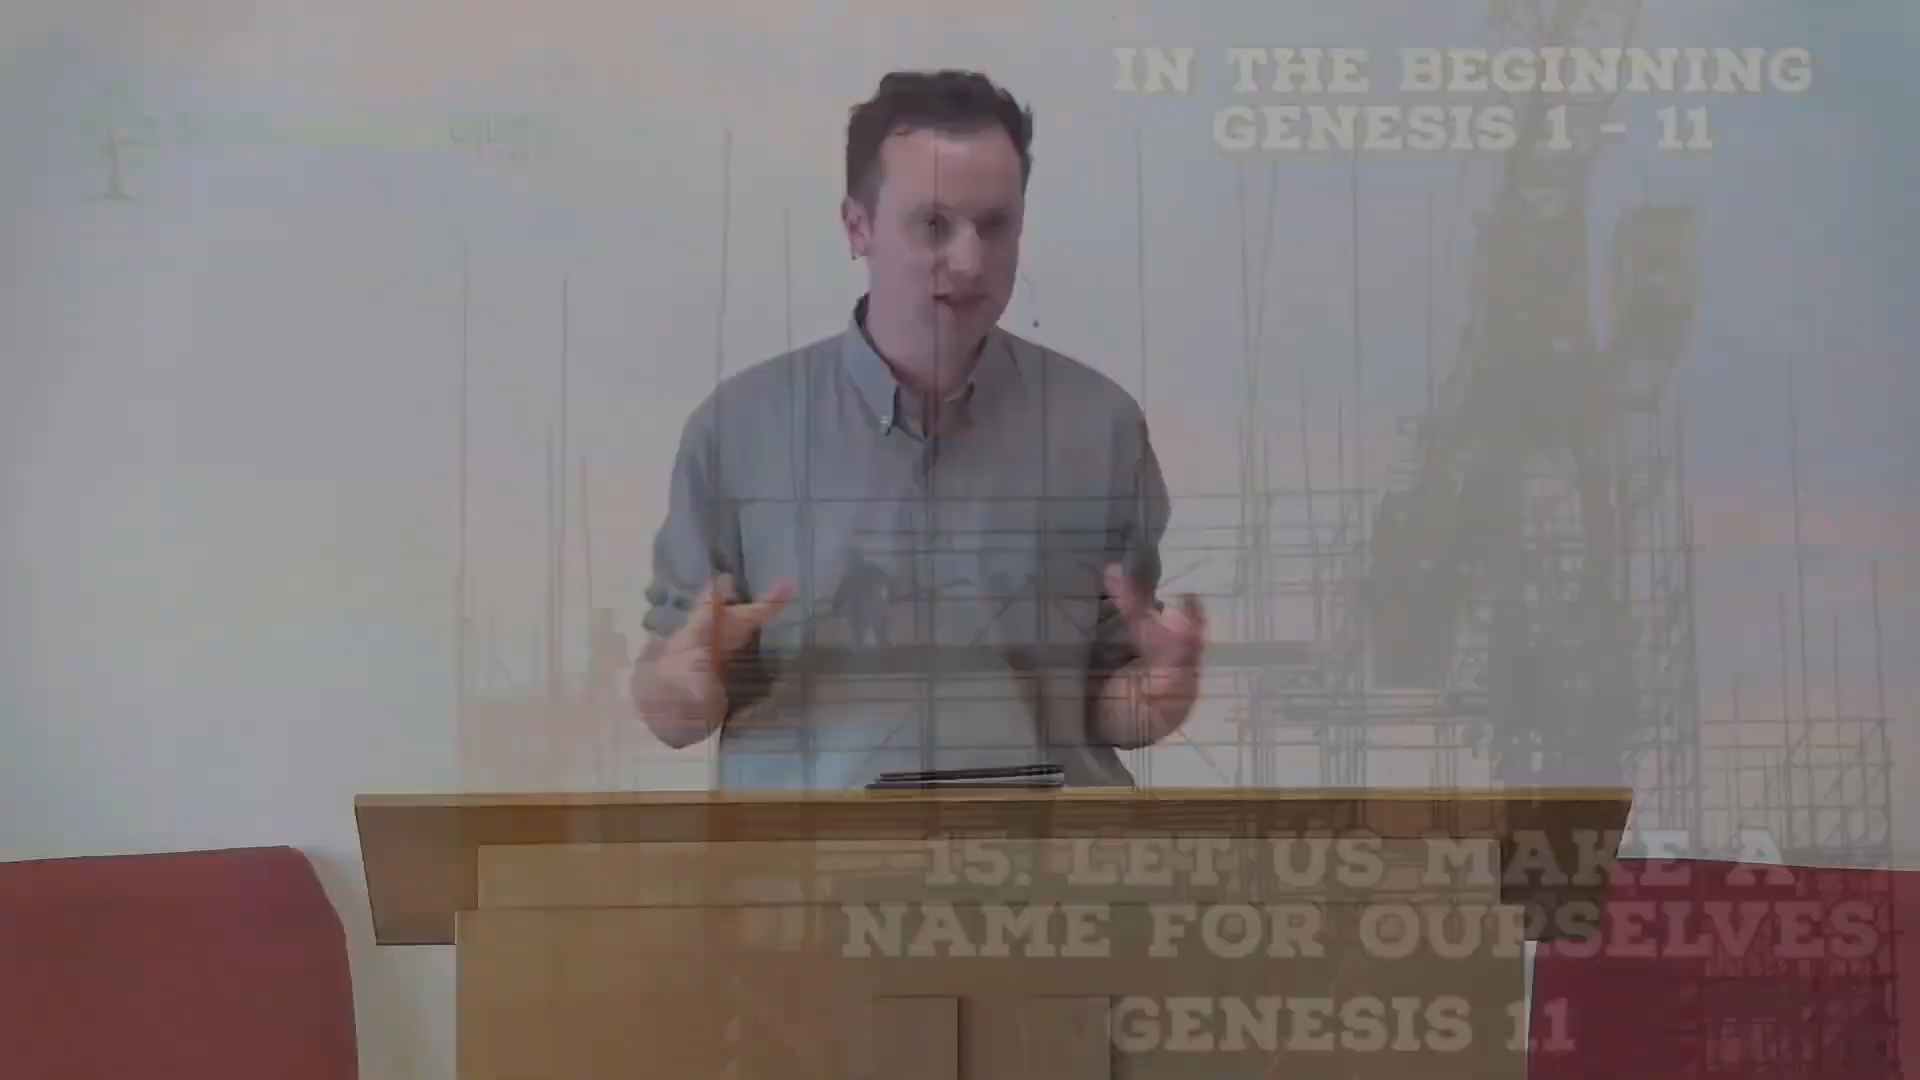 IN THE BEGINNING
GENESIS 1 - 11
15. LET US MAKE A
NAME FOR OURSELVES
GENESIS 11